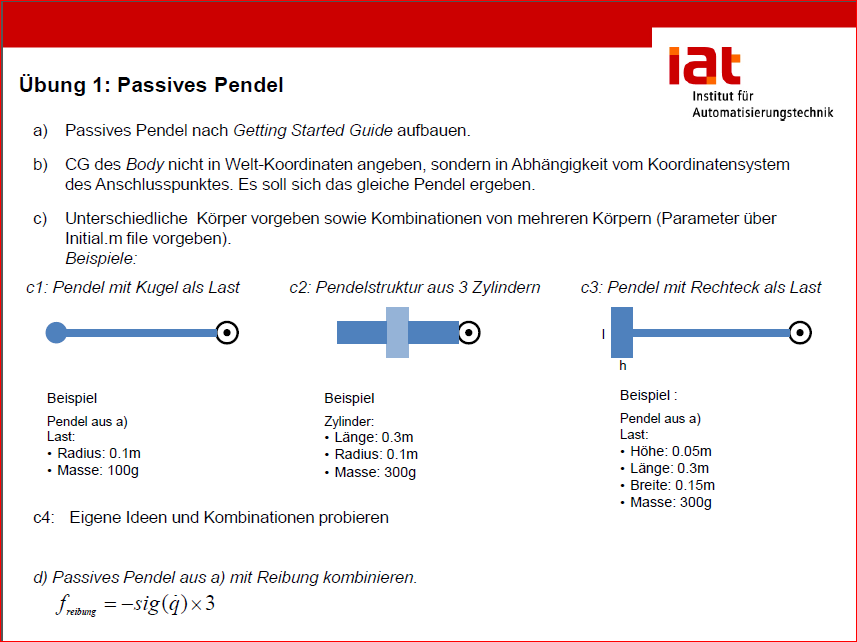 iat
Institut für
Automatisierungstechnik
Übung 1: Passives Pendel
a) Passives Pendel nach Getting Started Guide aufbauen.
b) CG des Body nicht in Welt-Koordinaten angeben, sondern in Abhängigkeit vom Koordinatensystem
des Anschlusspunktes. Es soll sich das gleiche Pendel ergeben.
c) Unterschiedliche Körper vorgeben sowie Kombinationen von mehreren Körpern (Parameter über
Initial.m file vorgeben).
Beispiele:
c1: Pendel mit Kugel als Last
c2: Pendelstruktur aus 3 Zylindern
c3: Pendel mit Rechteck als Last
l
h
Beispiel
Pendel aus a)
Last:
• Radius: 0.1m
• Masse: 100g
Beispiel
Zylinder:
• Länge: 0.3m
• Radius: 0.1m
• Masse: 300g
Beispiel :
Pendel aus a)
Last:
• Höhe: 0.05m
• Länge: 0.3m
• Breite: 0.15m
• Masse: 300g
c4: Eigene Ideen und Kombinationen probieren
d) Passives Pendel aus a) mit Reibung kombinieren.
f_reibung = −sig(q̇)×3